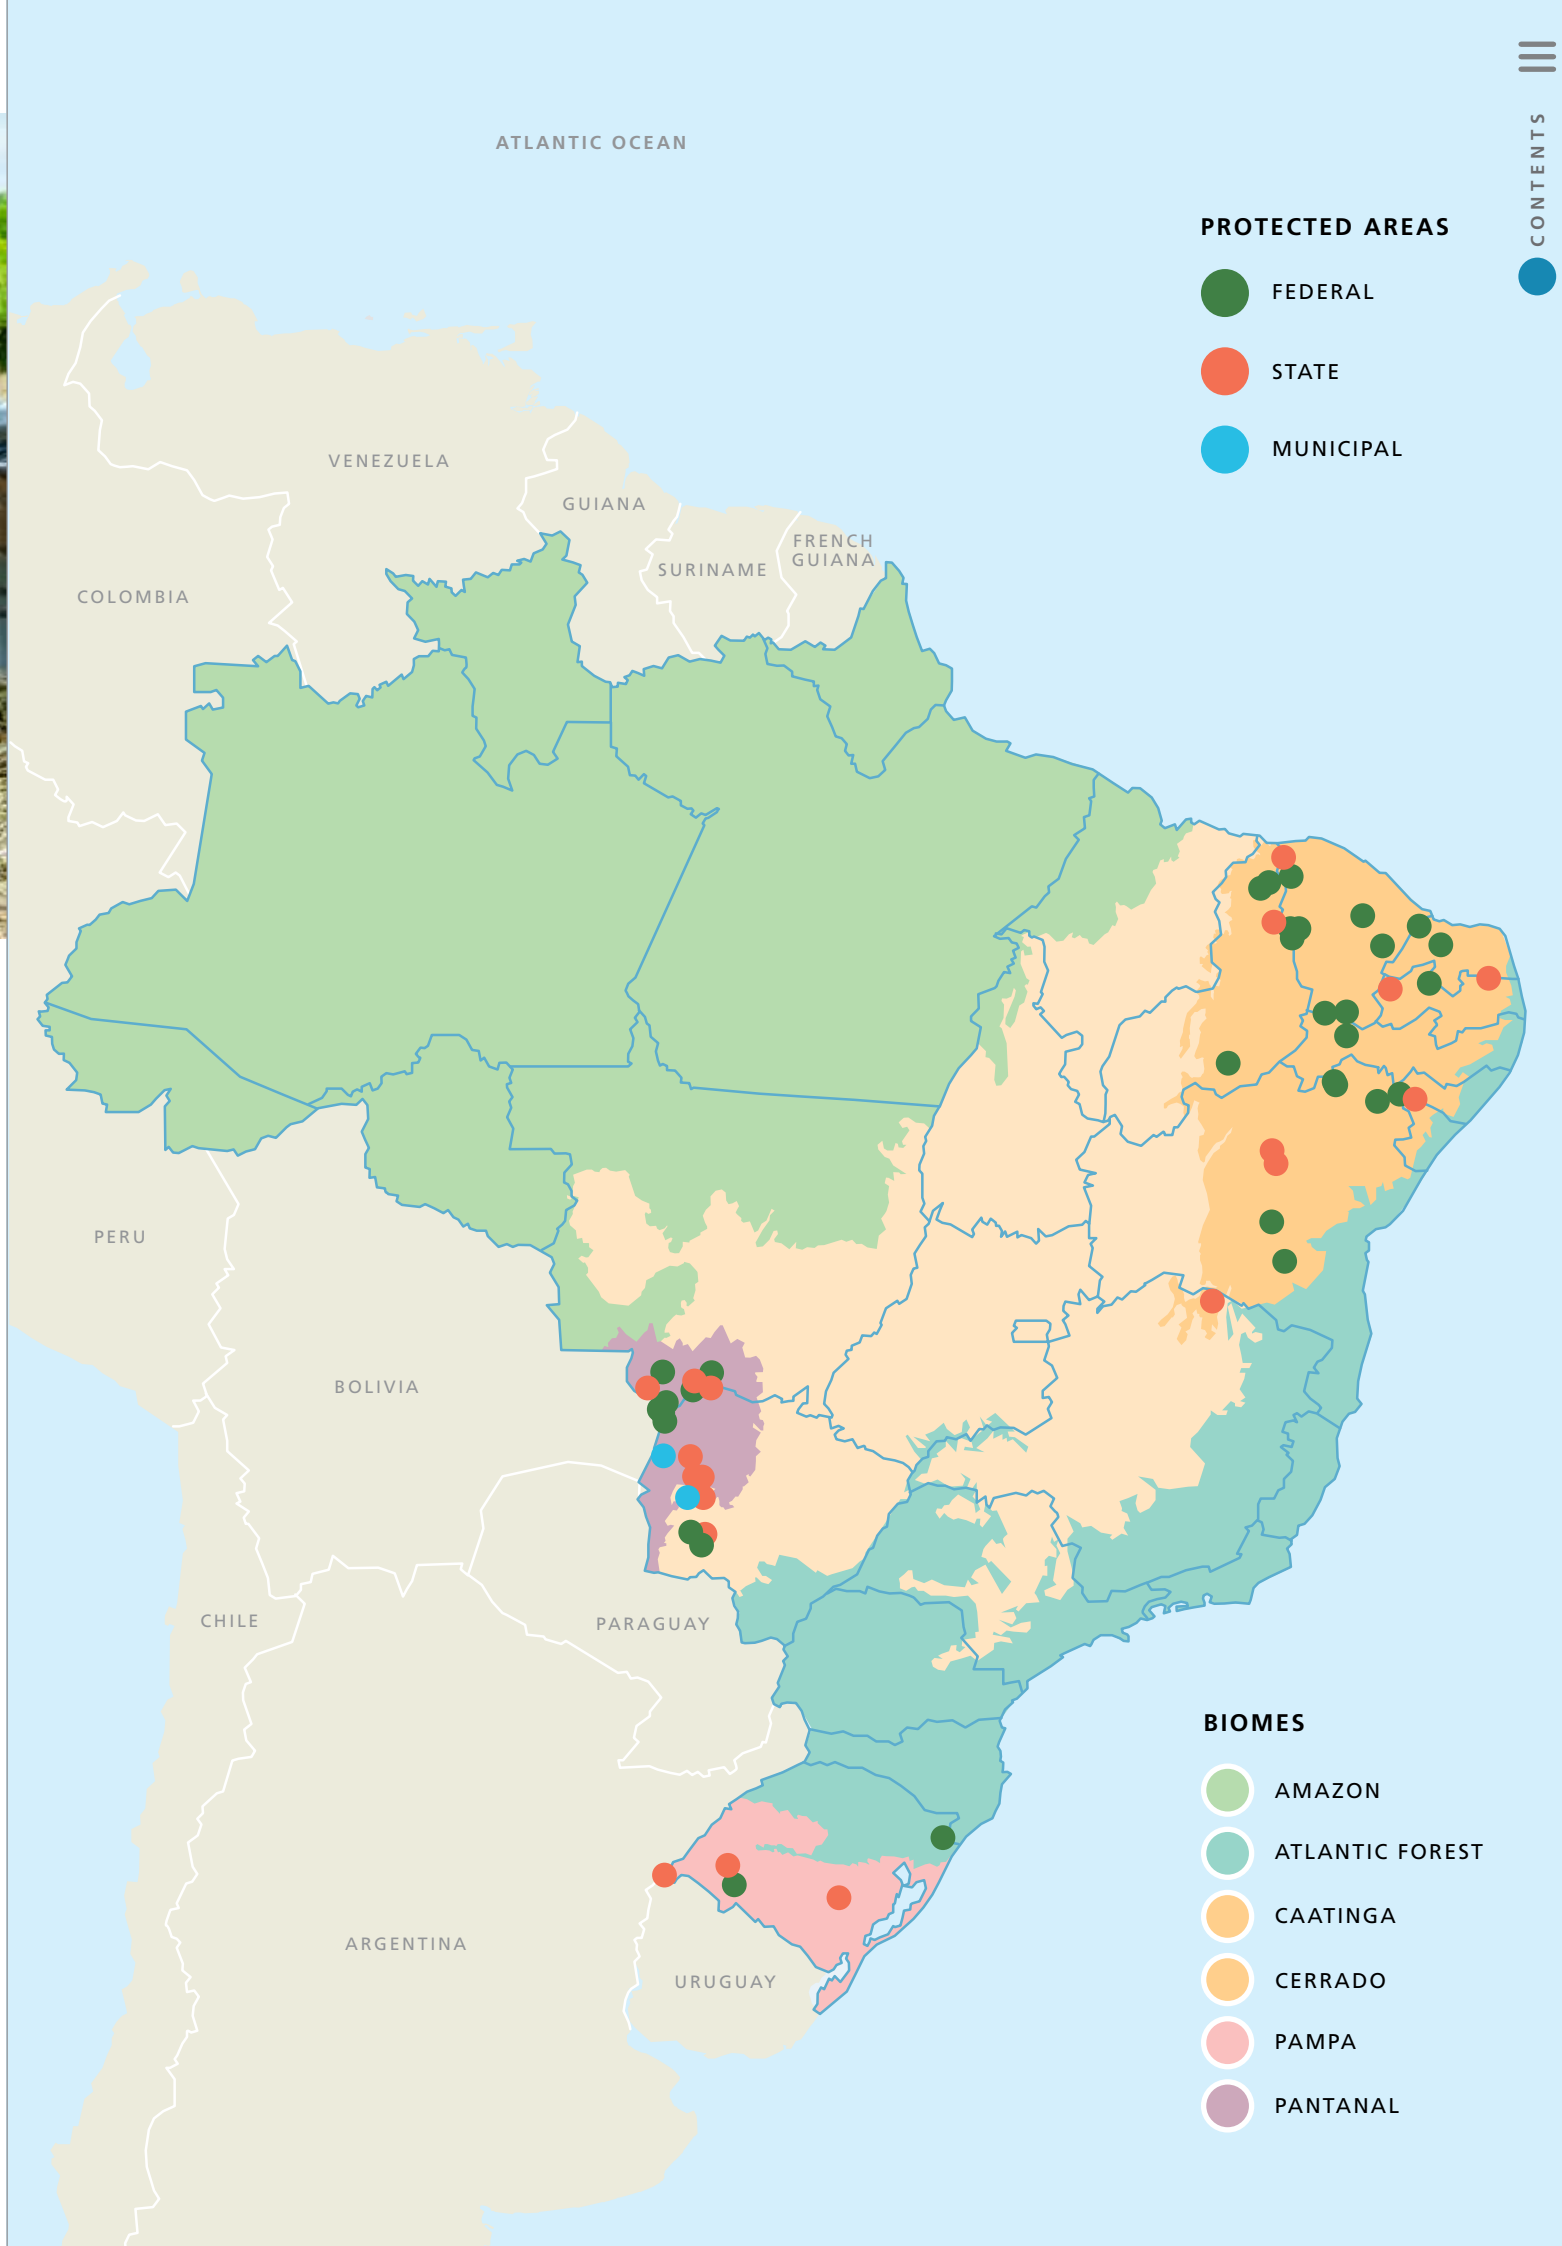 CONTENTS
ATLANTIC OCEAN
PROTECTED AREAS
FEDERAL
STATE
MUNICIPAL
VENEZUELA
GUIANA
SURINAME
FRENCH
GUIANA
COLOMBIA
PERU
BOLIVIA
CHILE
PARAGUAY
ARGENTINA
URUGUAY
BIOMES
AMAZON
ATLANTIC FOREST
CAATINGA
CERRADO
PAMPA
PANTANAL